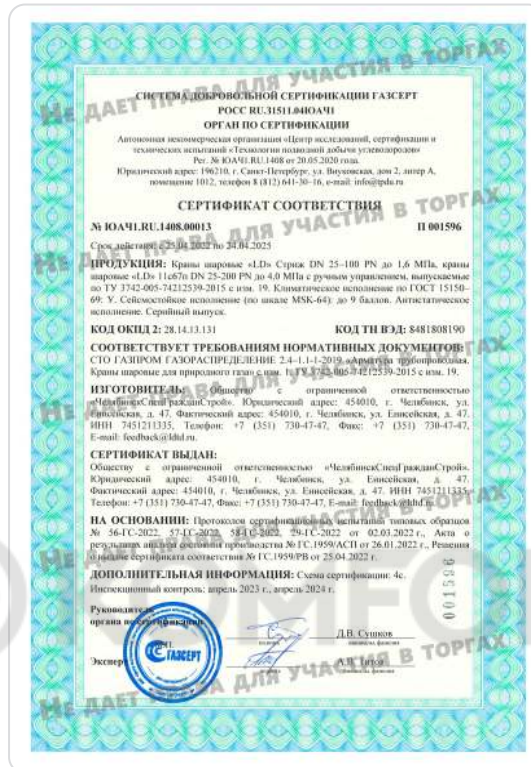 СИСТЕМА ДОБРОВОЛЬНОЙ СЕРТИФИКАЦИИ ГАЗСЕРТ
РОСС RU.31511.04ЮАЧ1
ОРГАН ПО СЕРТИФИКАЦИИ
Автономная некоммерческая организация «Центр исследований, сертификации и
технических испытаний «Технологии подводной добычи углеводородов»
Рег. № ЮАЧ1.RU.1408 от 20.05.2020 года.
Юридический адрес: 196210, г. Санкт-Петербург, ул. Внуковская, дом 2, литер А,
помещение 1012, телефон 8 (812) 641-30-16, e-mail: info@tpdu.ru
СЕРТИФИКАТ СООТВЕТСТВИЯ
№ ЮАЧ1.RU.1408.00013 П 001596
Срок действия: с 25.04.2022 по 24.04.2025
ПРОДУКЦИЯ: Краны шаровые «LD» Стриж DN 25-100 PN до 1,6 МПа, краны
шаровые «LD» 11с67п DN 25-200 PN до 4,0 МПа с ручным управлением, выпускаемые
по ТУ 3742-005-74212539-2015 с изм. 19. Климатическое исполнение по ГОСТ 15150-
69: У. Сейсмостойкое исполнение (по шкале MSK-64): до 9 баллов. Антистатическое
исполнение. Серийный выпуск.
КОД ОКПД 2: 28.14.13.131 КОД ТН ВЭД: 8481808190
СООТВЕТСТВУЕТ ТРЕБОВАНИЯМ НОРМАТИВНЫХ ДОКУМЕНТОВ:
СТО ГАЗПРОМ ГАЗОРАСПРЕДЕЛЕНИЕ 2.4-1.1-1-2019 «Арматура трубопроводная.
Краны шаровые для природного газа» с изм. 1, ТУ 3742-005-74212539-2015 с изм. 19.
ИЗГОТОВИТЕЛЬ: Общество с ограниченной ответственностью
«ЧелябинскСпецГражданСтрой». Юридический адрес: 454010, г. Челябинск, ул.
Енисейская, д. 47. Фактический адрес: 454010, г. Челябинск, ул. Енисейская, д. 47.
ИНН 7451211335, Телефон: +7 (351) 730-47-47, Факс: +7 (351) 730-47-47,
E-mail: feedback@ldtd.ru.
СЕРТИФИКАТ ВЫДАН:
Обществу с ограниченной ответственностью «ЧелябинскСпецГражданСтрой».
Юридический адрес: 454010, г. Челябинск, ул. Енисейская, д. 47.
Фактический адрес: 454010, г. Челябинск, ул. Енисейская, д. 47. ИНН 7451211335,
Телефон: +7 (351) 730-47-47, Факс: +7 (351) 730-47-47, E-mail: feedback@ldtd.ru.
НА ОСНОВАНИИ: Протоколов сертификационных испытаний типовых образцов
№ 56-ГС-2022, 57-ГС-2022, 58-ГС-2022, 29-ГС-2022 от 02.03.2022 г., Акта о
результатах анализа состояния производства № ГС.1959/АСП от 26.01.2022 г., Решения
о выдаче сертификата соответствия № ГС.1959/РВ от 25.04.2022 г.
ДОПОЛНИТЕЛЬНАЯ ИНФОРМАЦИЯ: Схема сертификации: 4с.
Инспекционный контроль: апрель 2023 г., апрель 2024 г.
001596
Руководитель
органа по сертификации
Д.В. Сушков
М.П.
ГАЗСЕРТ
Эксперт
А.В. Титов
НЕ ДАЕТ ПРАВА ДЛЯ УЧАСТИЯ В ТОРГАХ
НЕ ДАЕТ ПРАВА ДЛЯ УЧАСТИЯ В ТОРГАХ
НЕ ДАЕТ ПРАВА ДЛЯ УЧАСТИЯ В ТОРГАХ
НЕ ДАЕТ ПРАВА ДЛЯ УЧАСТИЯ В ТОРГАХ